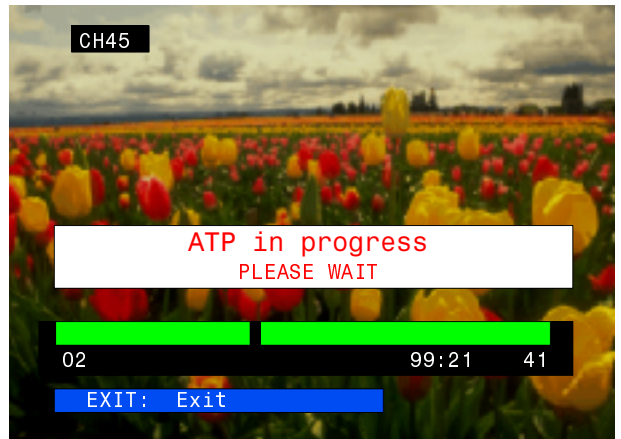 CH45
ATP in progress
PLEASE WAIT
02 99:21 41
EXIT: Exit